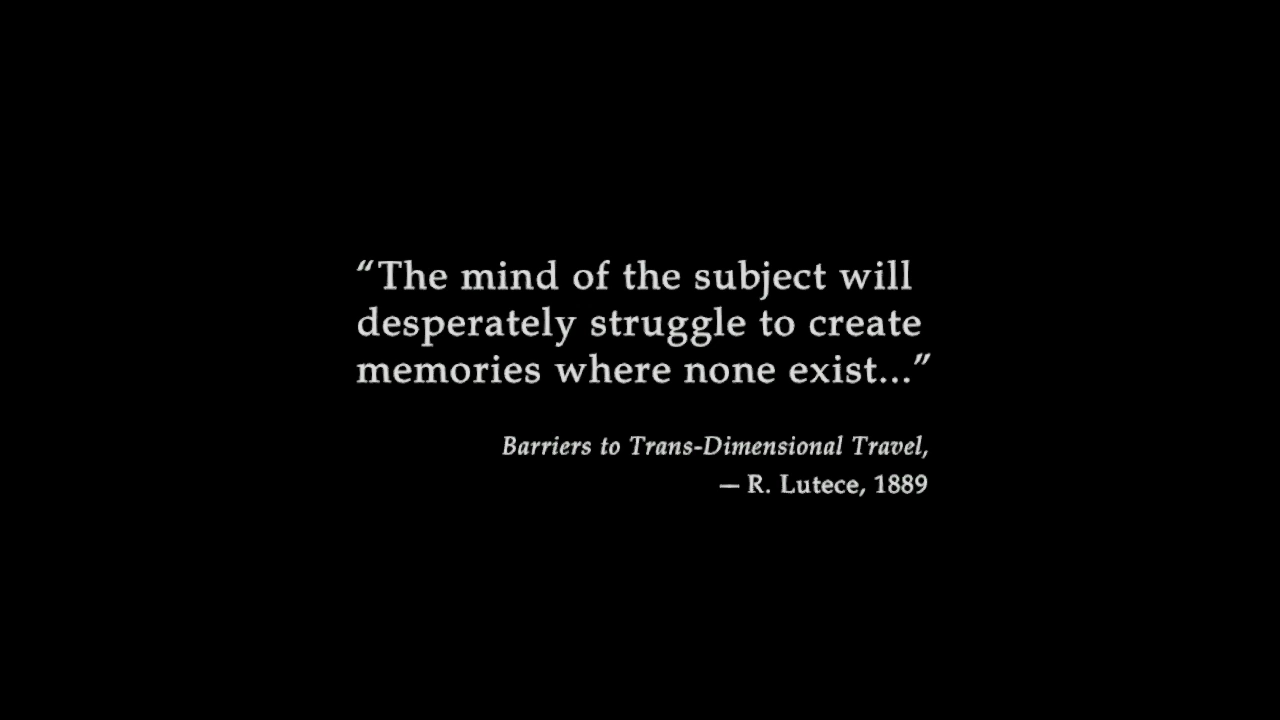 “The mind of the subject will
desperately struggle to create
memories where none exist...”
Barriers to Trans-Dimensional Travel,
— R. Lutece, 1889